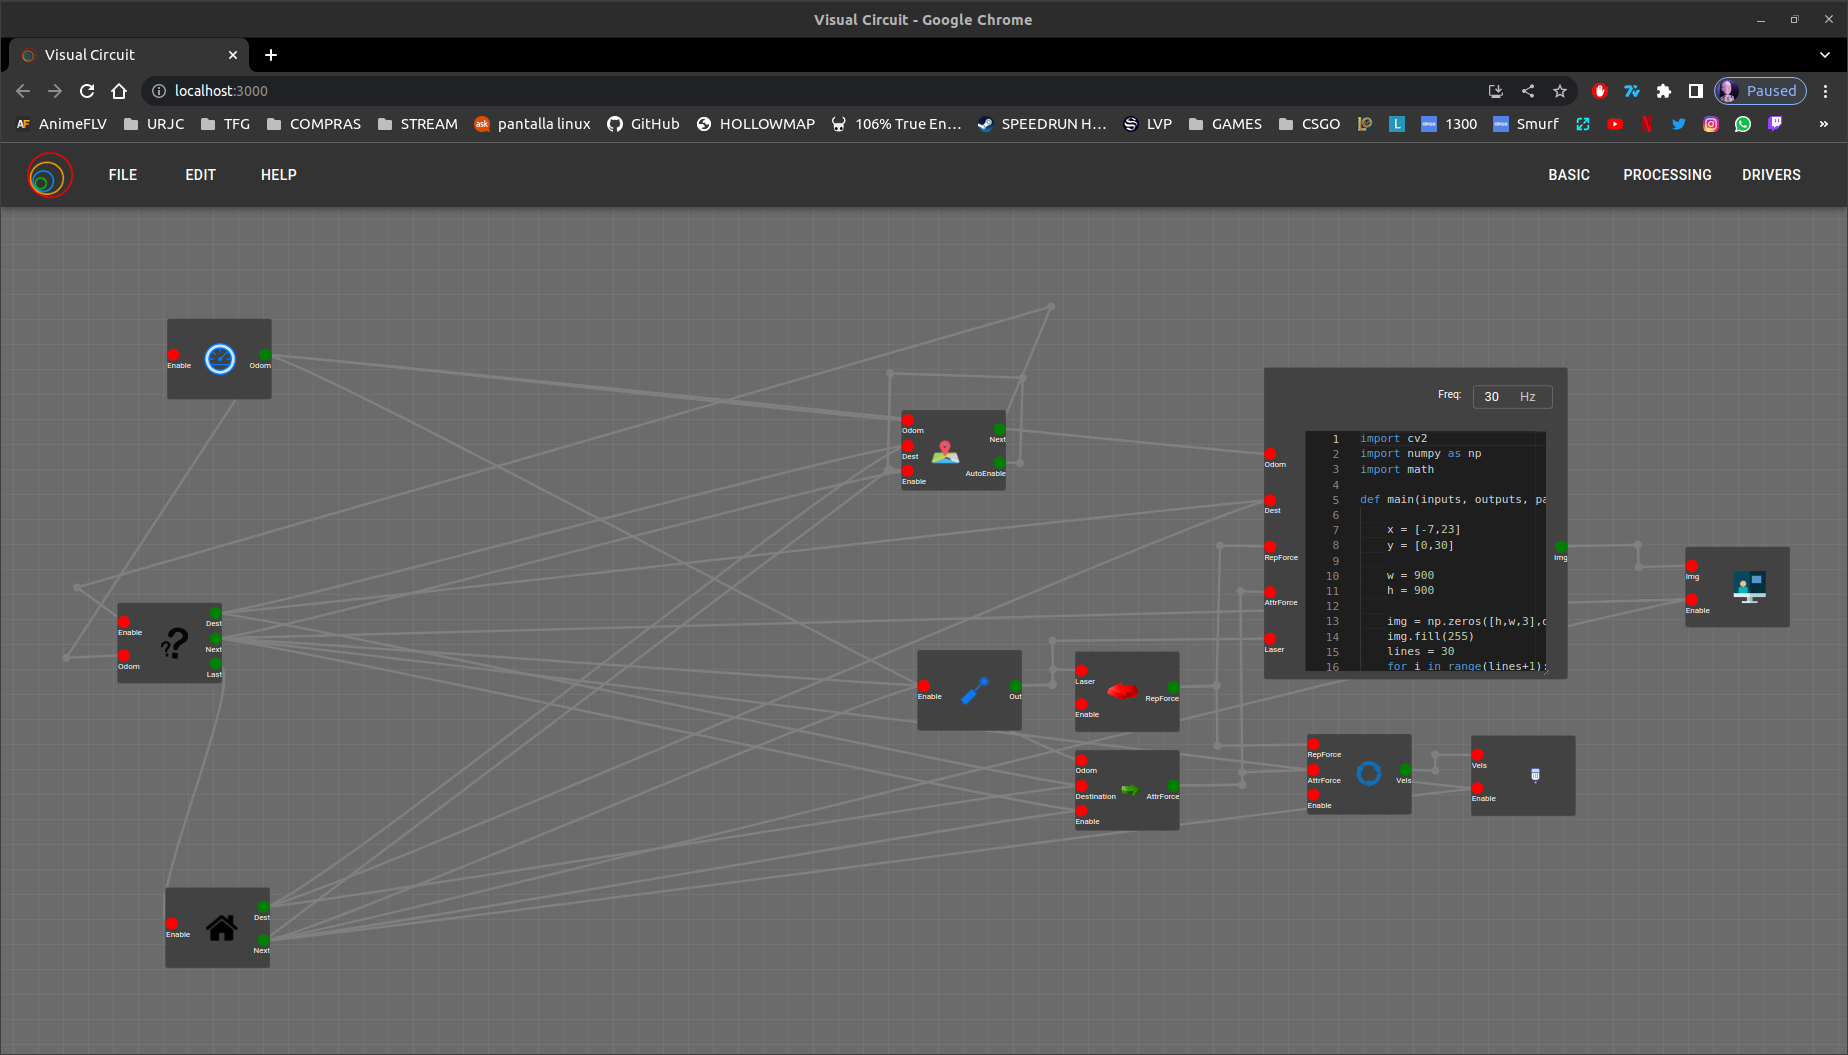 Visual Circuit - Google Chrome
Visual Circuit
localhost:3000
Paused
AF AnimeFLV URJC TFG COMPRAS STREAM ask pantalla linux GitHub HOLLOWMAP 106% True En... SPEEDRUN H... LVP GAMES CSGO L 1300 Smurf »
FILE EDIT HELP BASIC PROCESSING DRIVERS
Enable Odom
Odom
Dest
Enable
Next
AutoEnable
Freq: 30 Hz
Odom
Dest
RepForce
AttrForce
Laser
1 import cv2
2 import numpy as np
3 import math
4
5 def main(inputs, outputs, pa
6
7 x = [-7,23]
8 y = [0,30]
9
10 w = 900
11 h = 900
12
13 img = np.zeros([h,w,3],
14 img.fill(255)
15 lines = 30
16 for i in range(lines+1):
Img
Img
Enable
Enable
Odom
Dest
Next
Last
Enable Out
Laser
Enable
RepForce
Odom
Destination
Enable
AttrForce
RepForce
AttrForce
Enable
Vels
Vels
Enable
Enable
Dest
Next